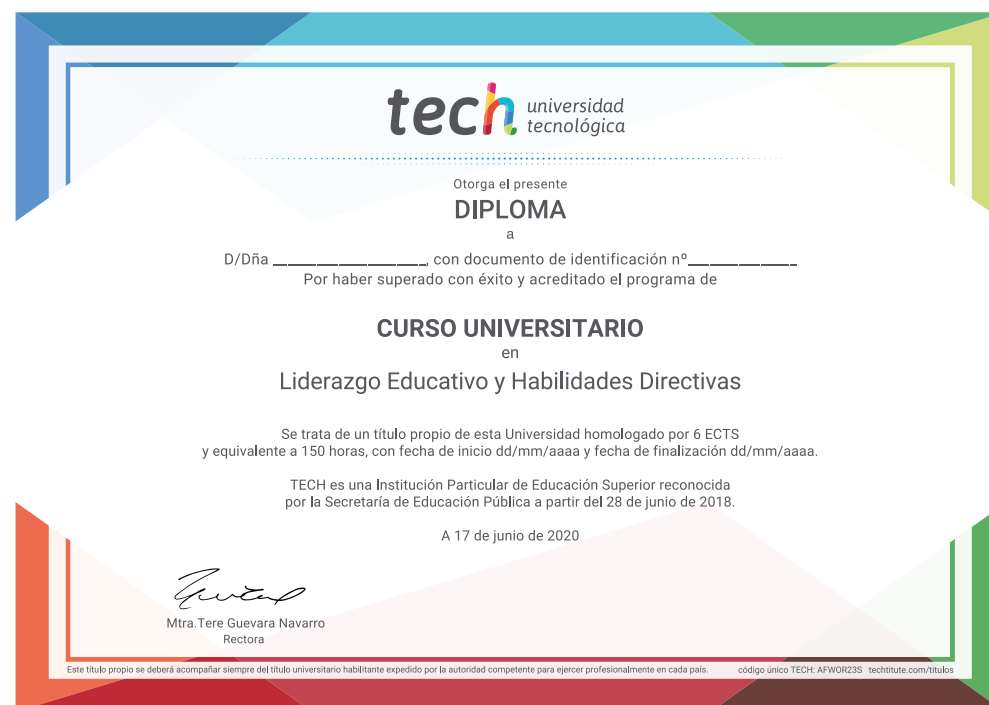 tech universidad
tecnológica
Otorga el presente
DIPLOMA
a
D/Dña ____________________, con documento de identificación nº______________
Por haber superado con éxito y acreditado el programa de
CURSO UNIVERSITARIO
en
Liderazgo Educativo y Habilidades Directivas
Se trata de un título propio de esta Universidad homologado por 6 ECTS
y equivalente a 150 horas, con fecha de inicio dd/mm/aaaa y fecha de finalización dd/mm/aaaa.
TECH es una Institución Particular de Educación Superior reconocida
por la Secretaría de Educación Pública a partir del 28 de junio de 2018.
A 17 de junio de 2020
Mtra.Tere Guevara Navarro
Rectora
Este título propio se deberá acompañar siempre del título universitario habilitante expedido por la autoridad competente para ejercer profesionalmente en cada país. código único TECH: AFWOR23S techtitute.com/titulos